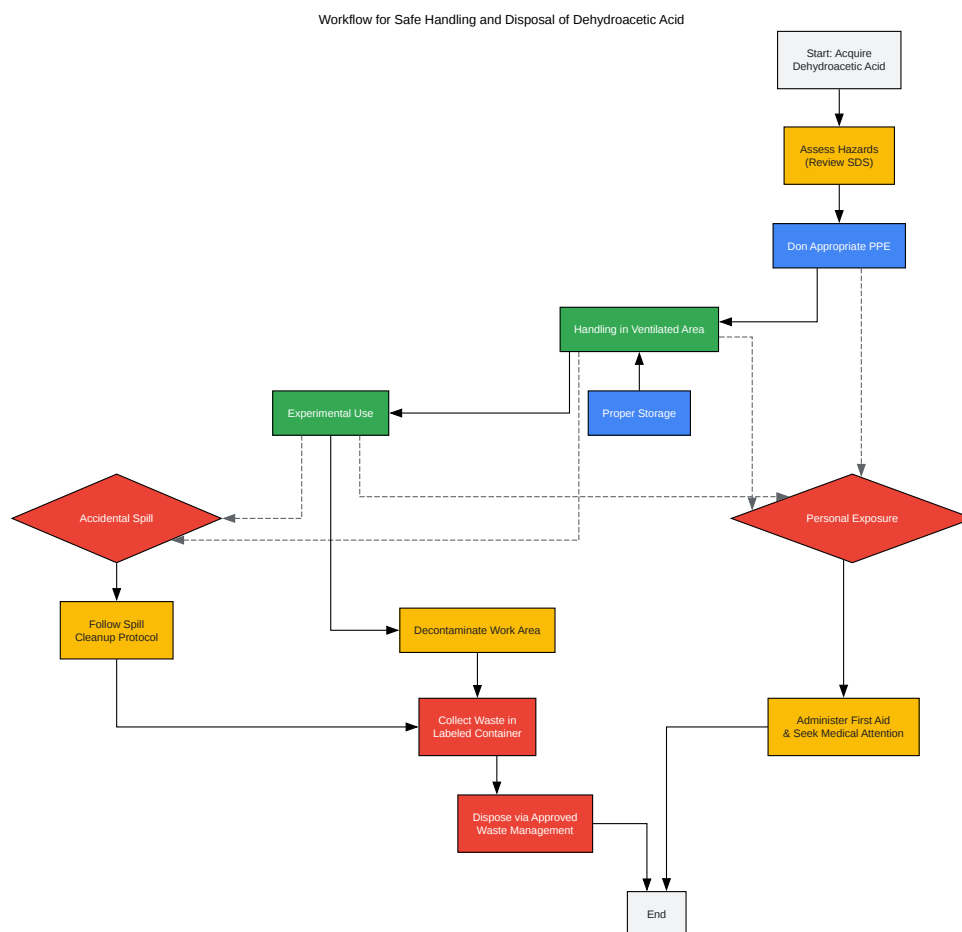 Workflow for Safe Handling and Disposal of Dehydroacetic Acid
Start: Acquire
Dehydroacetic Acid
Assess Hazards
(Review SDS)
Don Appropriate PPE
Handling in Ventilated Area
Experimental Use
Proper Storage
Accidental Spill
Personal Exposure
Follow Spill
Cleanup Protocol
Decontaminate Work Area
Collect Waste in
Labeled Container
Administer First Aid
& Seek Medical Attention
Dispose via Approved
Waste Management
End